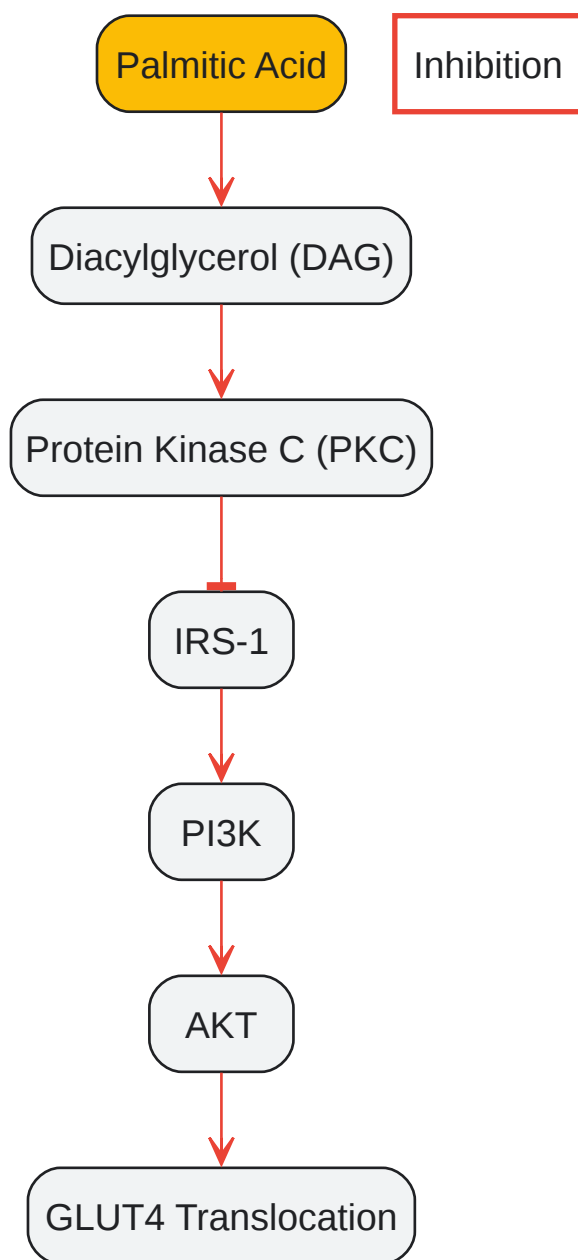 Palmitic Acid
Inhibition
Diacylglycerol (DAG)
Protein Kinase C (PKC)
IRS-1
PI3K
AKT
GLUT4 Translocation